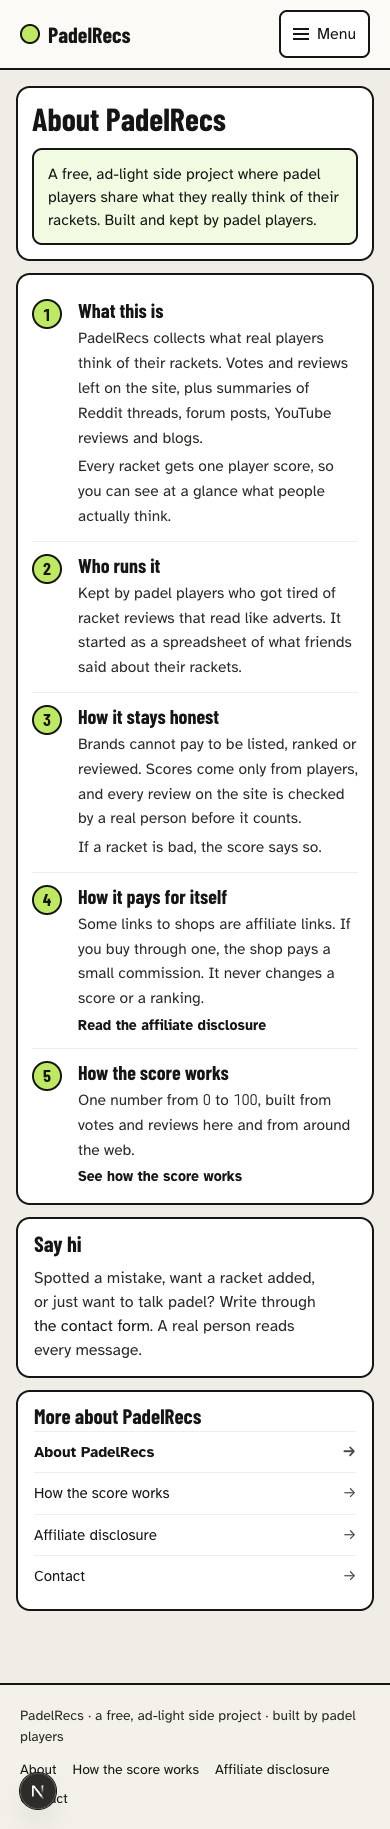 PadelRecs
Menu
About PadelRecs
A free, ad-light side project where padel
players share what they really think of their
rackets. Built and kept by padel players.
1
What this is
PadelRecs collects what real players
think of their rackets. Votes and reviews
left on the site, plus summaries of
Reddit threads, forum posts, YouTube
reviews and blogs.
Every racket gets one player score, so
you can see at a glance what people
actually think.
2
Who runs it
Kept by padel players who got tired of
racket reviews that read like adverts. It
started as a spreadsheet of what friends
said about their rackets.
3
How it stays honest
Brands cannot pay to be listed, ranked or
reviewed. Scores come only from players,
and every review on the site is checked
by a real person before it counts.
If a racket is bad, the score says so.
4
How it pays for itself
Some links to shops are affiliate links. If
you buy through one, the shop pays a
small commission. It never changes a
score or a ranking.
Read the affiliate disclosure
5
How the score works
One number from 0 to 100, built from
votes and reviews here and from around
the web.
See how the score works
Say hi
Spotted a mistake, want a racket added,
or just want to talk padel? Write through
the contact form. A real person reads
every message.
More about PadelRecs
About PadelRecs →
How the score works →
Affiliate disclosure →
Contact →
PadelRecs · a free, ad-light side project · built by padel
players
About How the score works Affiliate disclosure
N